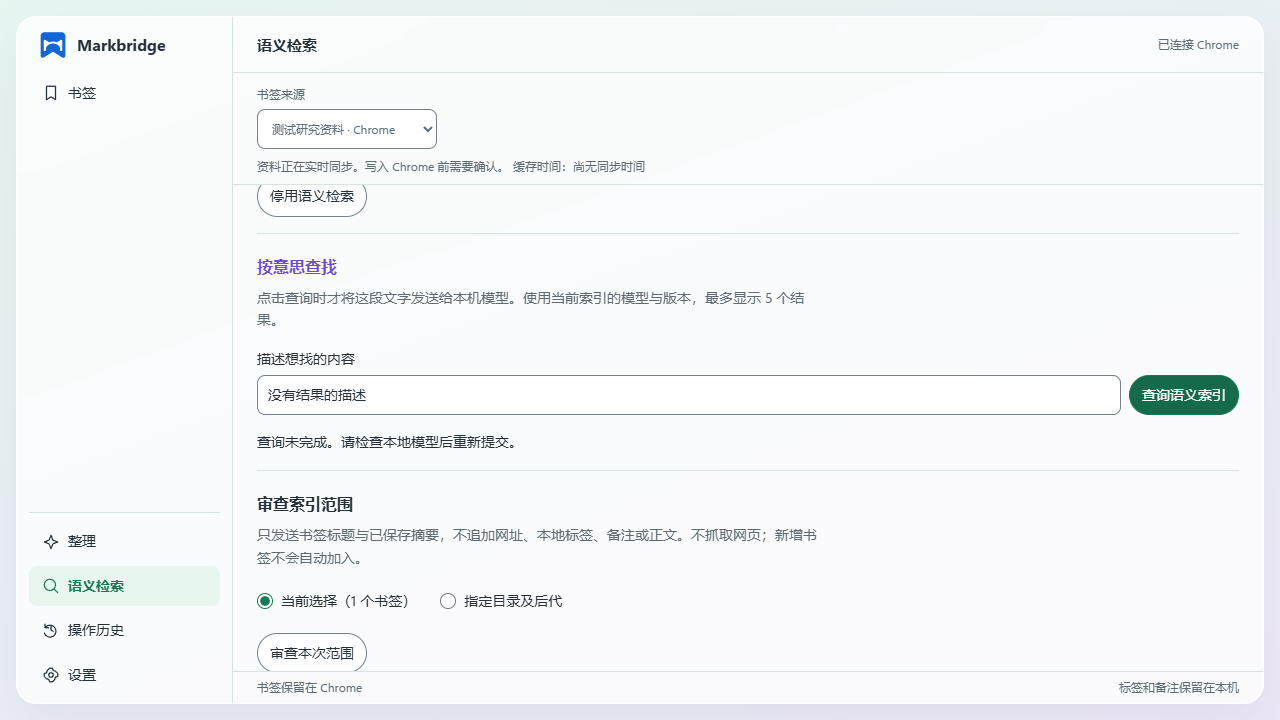 Markbridge
书签
整理
语义检索
操作历史
设置
语义检索
已连接 Chrome
书签来源
测试研究资料 · Chrome
资料正在实时同步。写入 Chrome 前需要确认。 缓存时间：尚无同步时间
停用语义检索
按意思查找
点击查询时才将这段文字发送给本机模型。使用当前索引的模型与版本，最多显示 5 个结
果。
描述想找的内容
没有结果的描述
查询语义索引
查询未完成。请检查本地模型后重新提交。
审查索引范围
只发送书签标题与已保存摘要，不追加网址、本地标签、备注或正文。不抓取网页；新增书
签不会自动加入。
当前选择（1 个书签）
指定目录及后代
审查本次范围
书签保留在 Chrome
标签和备注保留在本机